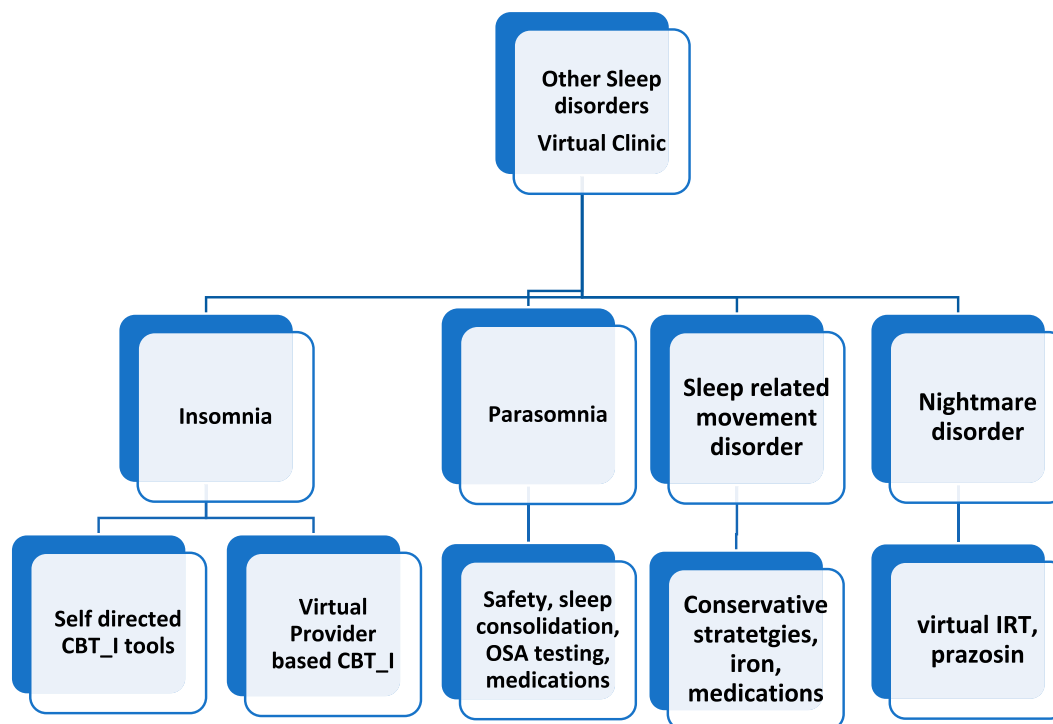 Other Sleep
disorders
Virtual Clinic
Insomnia
Parasomnia
Sleep related
movement
disorder
Nightmare
disorder
Self directed
CBT_I tools
Virtual
Provider
based CBT_I
Safety, sleep
consolidation,
OSA testing,
medications
Conservative
stratetgies,
iron,
medications
virtual IRT,
prazosin